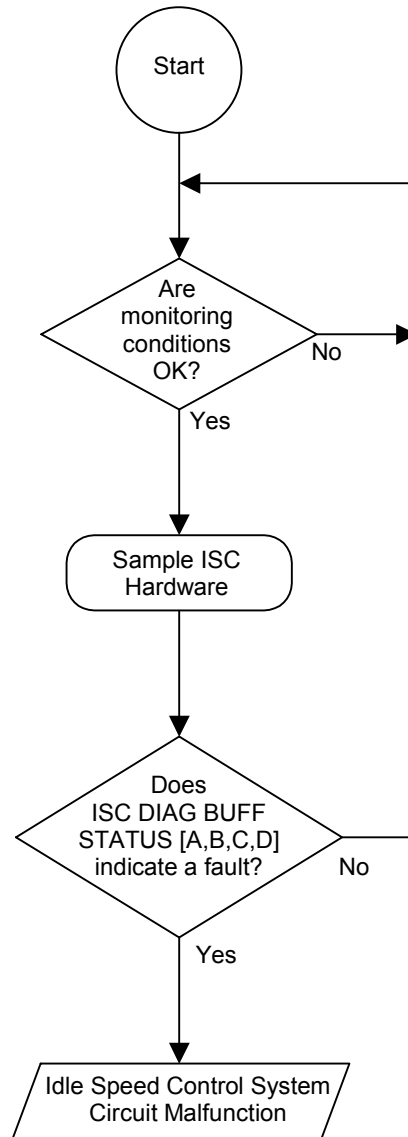 Start
Are
monitoring
conditions
OK?
No
Yes
Sample ISC
Hardware
Does
ISC DIAG BUFF
STATUS [A,B,C,D]
indicate a fault?
No
Yes
Idle Speed Control System
Circuit Malfunction